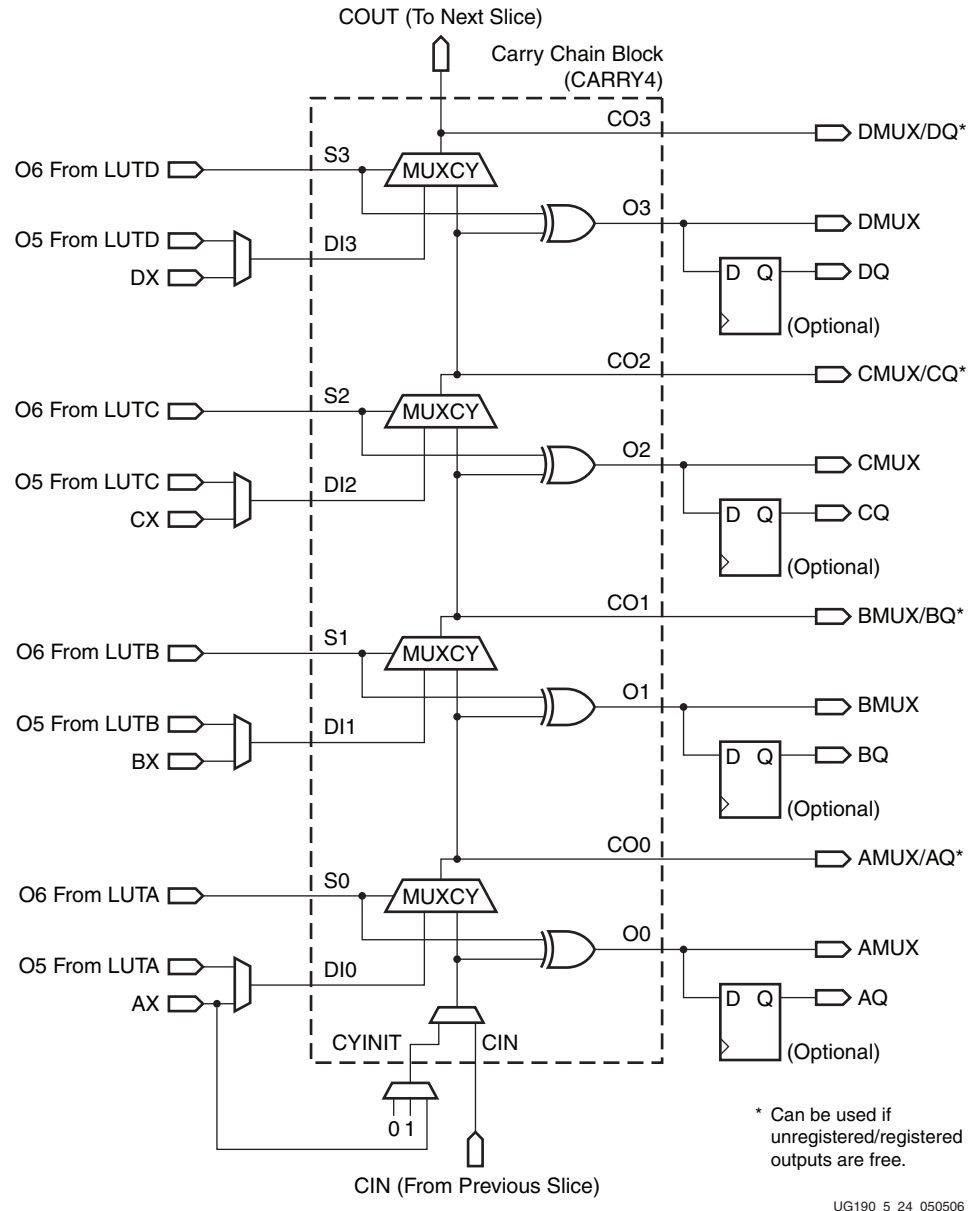 COUT (To Next Slice)
Carry Chain Block
(CARRY4)
CO3
DMUX/DQ*
O6 From LUTD
S3
MUXCY
O3
DMUX
O5 From LUTD
DI3
DX
D Q
DQ
(Optional)
CO2
CMUX/CQ*
O6 From LUTC
S2
MUXCY
O2
CMUX
O5 From LUTC
DI2
CX
D Q
CQ
(Optional)
CO1
BMUX/BQ*
O6 From LUTB
S1
MUXCY
O1
BMUX
O5 From LUTB
DI1
BX
D Q
BQ
(Optional)
CO0
AMUX/AQ*
O6 From LUTA
S0
MUXCY
O0
AMUX
O5 From LUTA
DI0
AX
D Q
AQ
(Optional)
CYINIT
CIN
0 1
* Can be used if
unregistered/registered
outputs are free.
CIN (From Previous Slice)
UG190_5_24_050506